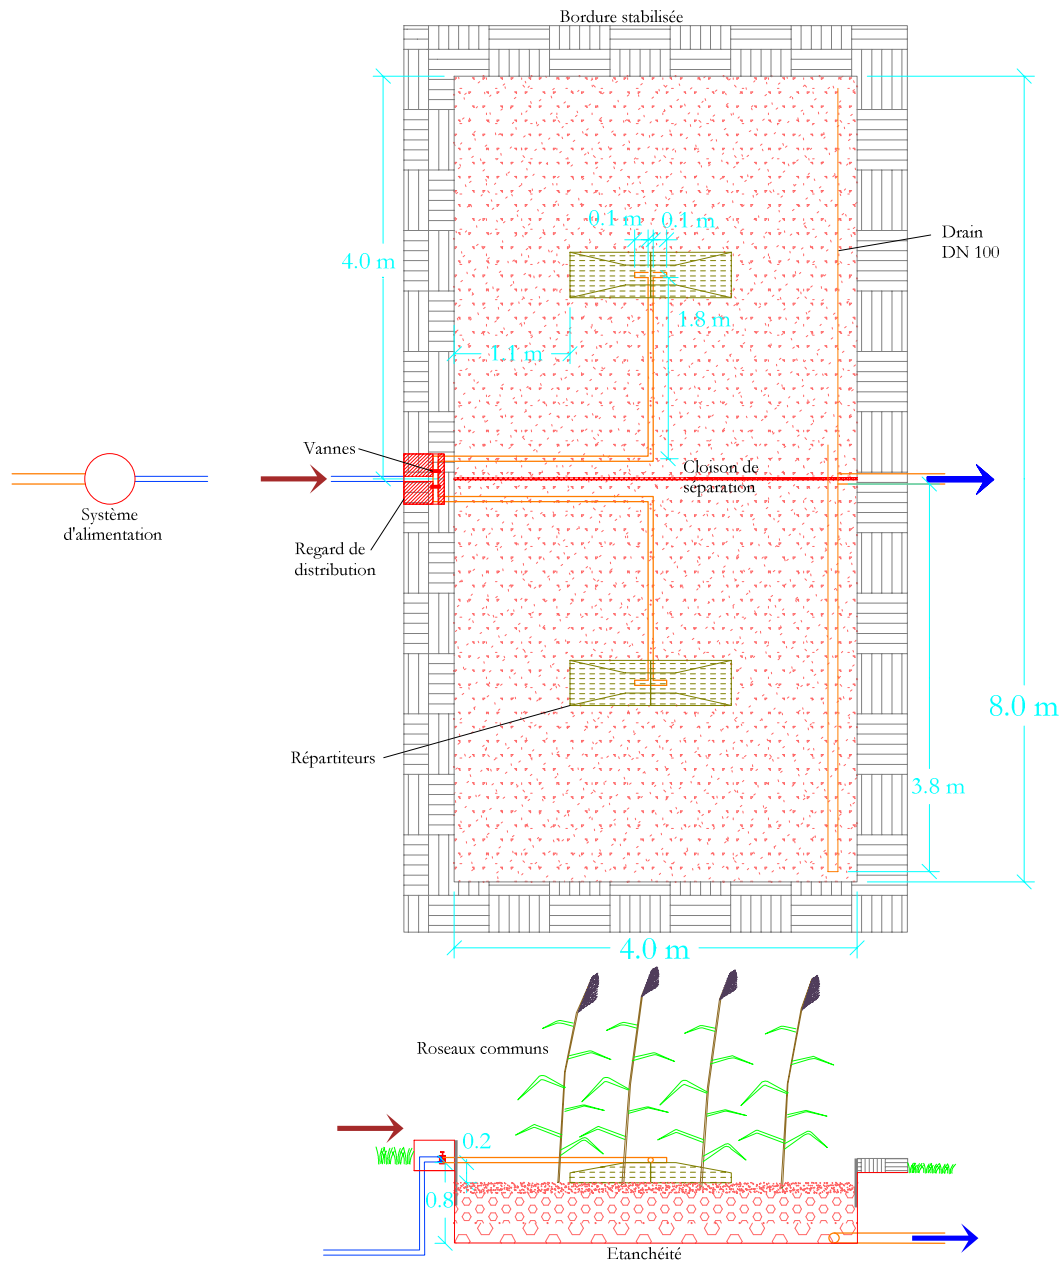 Bordure stabilisée
0.1 m
0.1 m
Drain
DN 100
4.0 m
1.8 m
1.1 m
Vannes
Cloison de
séparation
Système
d'alimentation
Regard de
distribution
8.0 m
Répartiteurs
3.8 m
4.0 m
Roseaux communs
0.2
0.8
Etanchéité